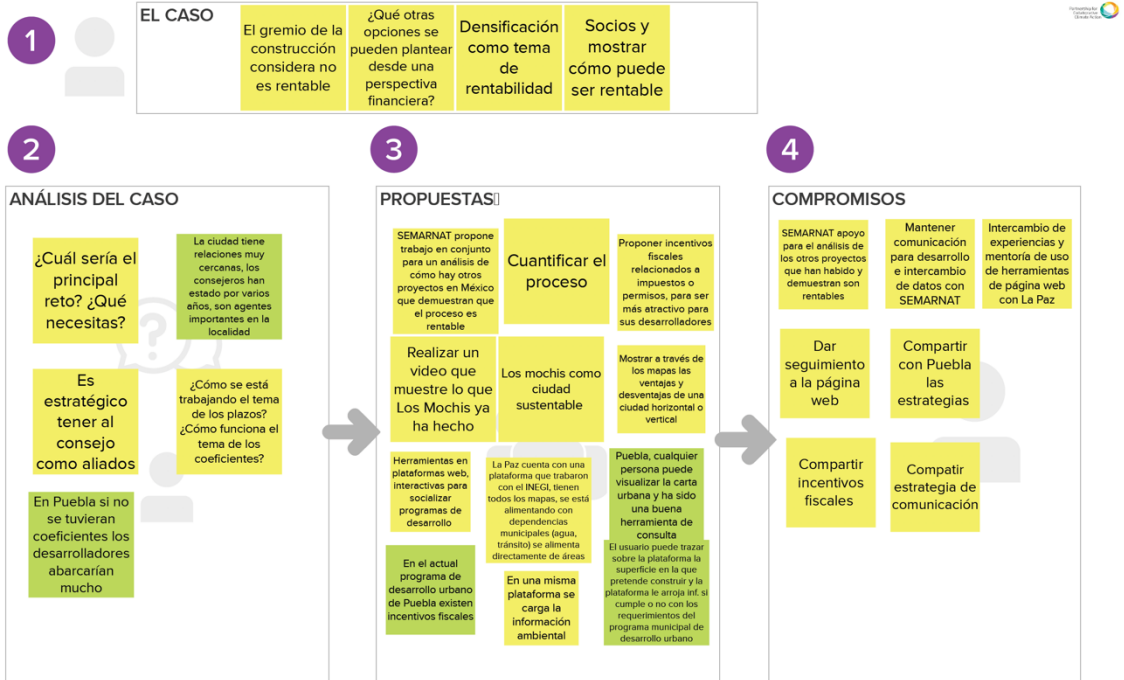 1
EL CASO
El gremio de la
construcción
considera no
es rentable
¿Qué otras
opciones se
pueden plantear
desde una
perspectiva
financiera?
Densificación
como tema
de
rentabilidad
Socios y
mostrar
cómo puede
ser rentable
2
ANÁLISIS DEL CASO
¿Cuál sería el
principal
reto? ¿Qué
necesitas?
La ciudad tiene
relaciones muy
cercanas, los
consejeros han
estado por varios
años, son agentes
importantes en la
localidad
Es
estratégico
tener al
consejo
como aliados
¿Cómo se está
trabajando el tema
de los plazos?
¿Cómo funciona el
tema de los
coeficientes?
En Puebla si no
se tuvieran
coeficientes los
desarrolladores
abarcarían
mucho
3
PROPUESTAS
SEMARNAT propone
trabajo en conjunto
para un análisis de
cómo hay otros
proyectos en México
que demuestran que
el proceso es
rentable
Cuantificar el
proceso
Proponer incentivos
fiscales
relacionados a
impuestos o
permisos, para ser
más atractivo para
sus desarrolladores
Realizar un
video que
muestre lo que
Los Mochis ya
ha hecho
Los mochis como
ciudad
sustentable
Mostrar a través de
los mapas las
ventajas y
desventajas de una
ciudad horizontal o
vertical
Herramientas en
plataformas web,
interactivas para
socializar
programas de
desarrollo
La Paz cuenta con una
plataforma que trabaron
con el INEGI, tienen
todos los mapas, se está
alimentando con
dependencias
municipales (agua,
tránsito) se alimenta
directamente de áreas
Puebla, cualquier
persona puede
visualizar la carta
urbana y ha sido
una buena
herramienta de
consulta
En el actual
programa de
desarrollo urbano
de Puebla existen
incentivos fiscales
En una misma
plataforma se
carga la
información
ambiental
El usuario puede trazar
sobre la plataforma la
superficie en la que
pretende construir y la
plataforma le arroja inf. si
cumple o no con los
requerimientos del
programa municipal de
desarrollo urbano
4
COMPROMISOS
SEMARNAT apoyo
para el análisis de
los otros proyectos
que han habido y
demuestran son
rentables
Mantener
comunicación
para desarrollo
e intercambio
de datos con
SEMARNAT
Intercambio de
experiencias y
mentoría de uso
de herramientas
de página web
con La Paz
Dar
seguimiento
a la página
web
Compartir
con Puebla
las
estrategias
Compartir
incentivos
fiscales
Compatir
estrategia de
comunicación